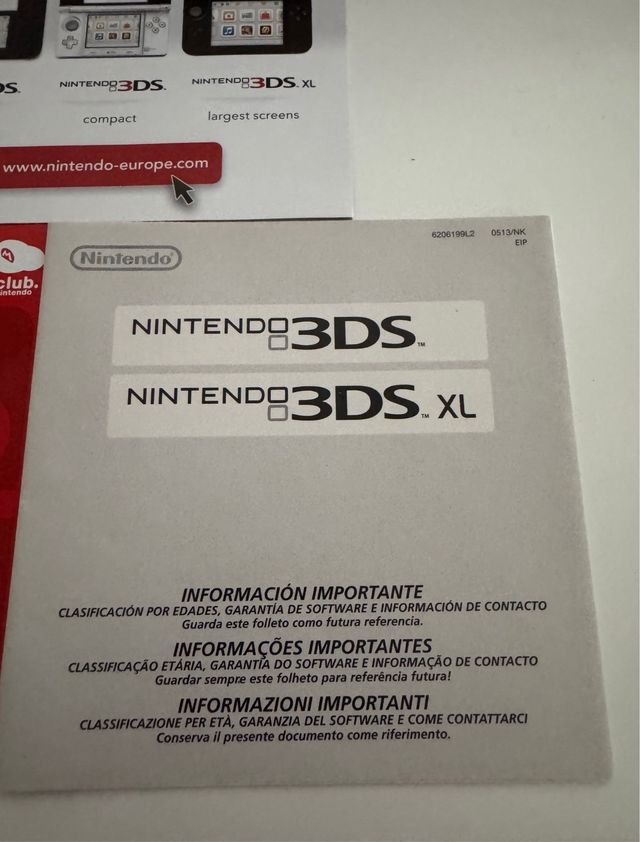 DS.
NINTENDO 3DS.
NINTENDO 3DS XL
compact
largest screens
www.nintendo-europe.com
club.
nintendo
Nintendo®
6206199L2 0513/NK
EIP
NINTENDO 3DS™
NINTENDO 3DS™ XL
INFORMACIÓN IMPORTANTE
CLASIFICACIÓN POR EDADES, GARANTÍA DE SOFTWARE E INFORMACIÓN DE CONTACTO
Guarda este folleto como futura referencia.
INFORMAÇÕES IMPORTANTES
CLASSIFICAÇÃO ETÁRIA, GARANTIA DO SOFTWARE E INFORMAÇÃO DE CONTACTO
Guardar sempre este folheto para referência futura!
INFORMAZIONI IMPORTANTI
CLASSIFICAZIONE PER ETÀ, GARANZIA DEL SOFTWARE E COME CONTATTARCI
Conserva il presente documento come riferimento.